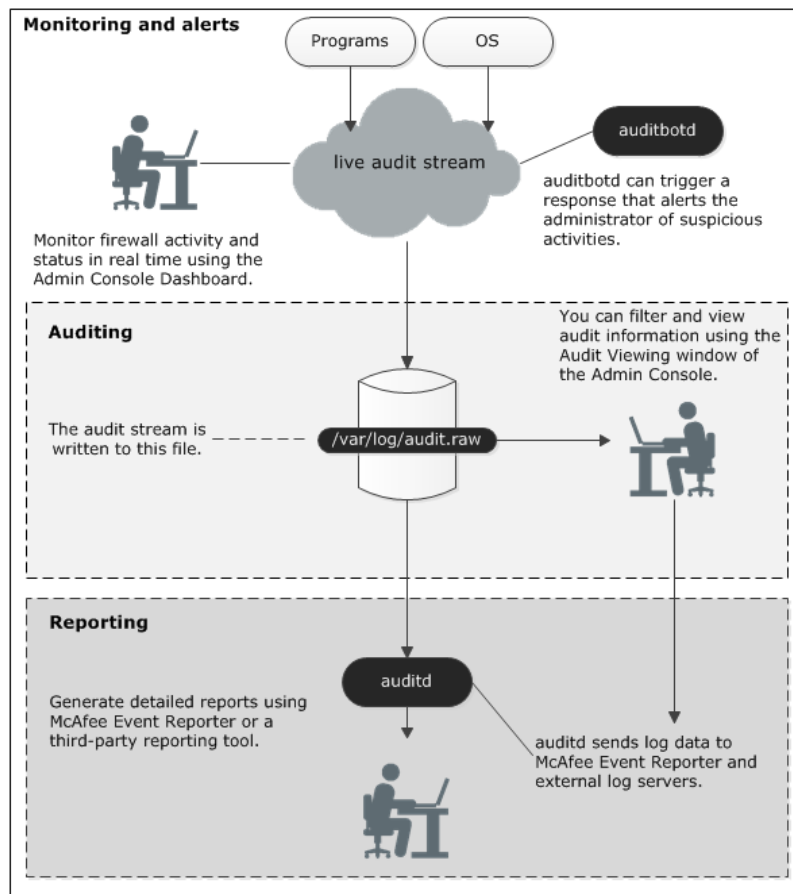 Monitoring and alerts
Programs
OS
live audit stream
auditbotd
auditbotd can trigger a
response that alerts the
administrator of suspicious
activities.
Monitor firewall activity and
status in real time using the
Admin Console Dashboard.
Auditing
You can filter and view
audit information using the
Audit Viewing window of
the Admin Console.
The audit stream is
written to this file.
/var/log/audit.raw
Reporting
auditd
Generate detailed reports using
McAfee Event Reporter or a
third-party reporting tool.
auditd sends log data to
McAfee Event Reporter and
external log servers.